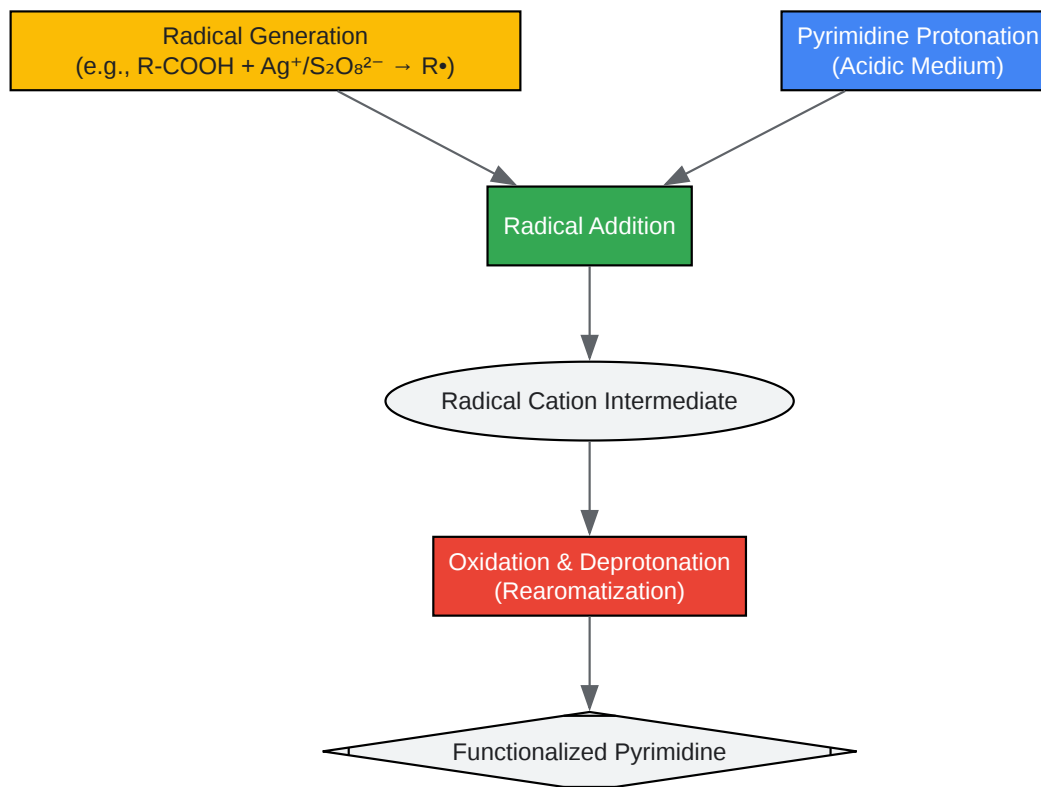 Radical Generation
(e.g., R-COOH + Ag⁺/S₂O₈²⁻ → R•)
Pyrimidine Protonation
(Acidic Medium)
Radical Addition
Radical Cation Intermediate
Oxidation & Deprotonation
(Rearomatization)
Functionalized Pyrimidine